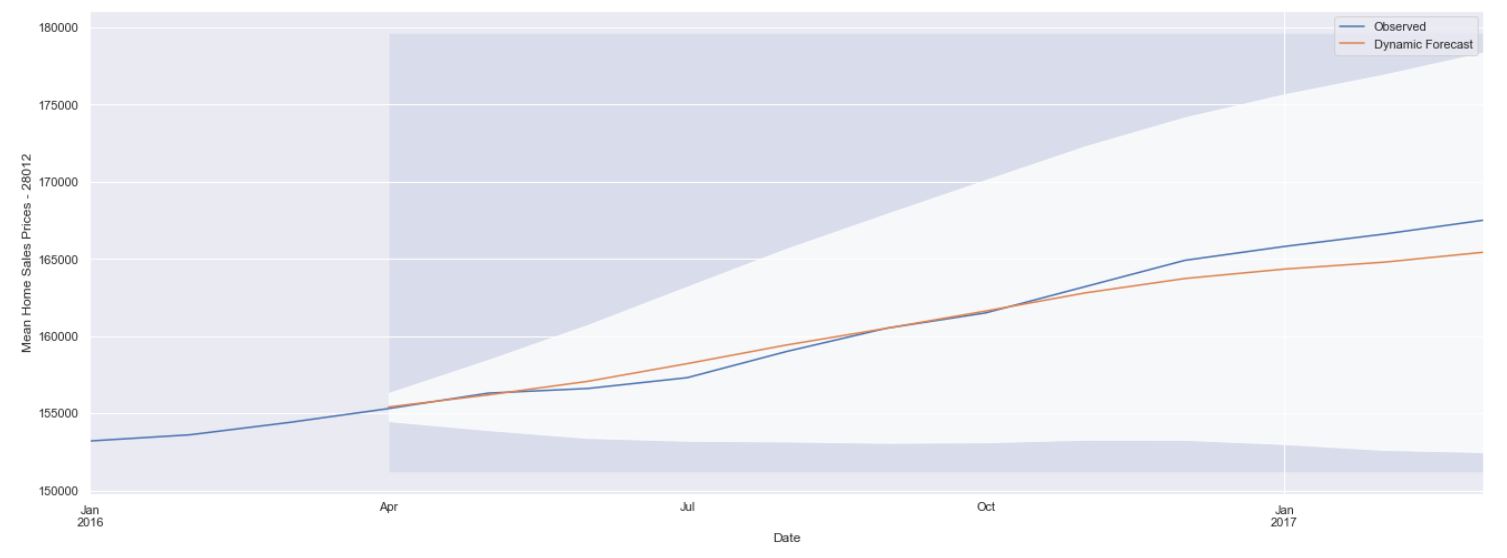 180000
175000
170000
165000
160000
155000
150000
Mean Home Sales Prices - 28012
Observed
Dynamic Forecast
Jan
2016
Apr
Jul
Oct
Jan
2017
Date